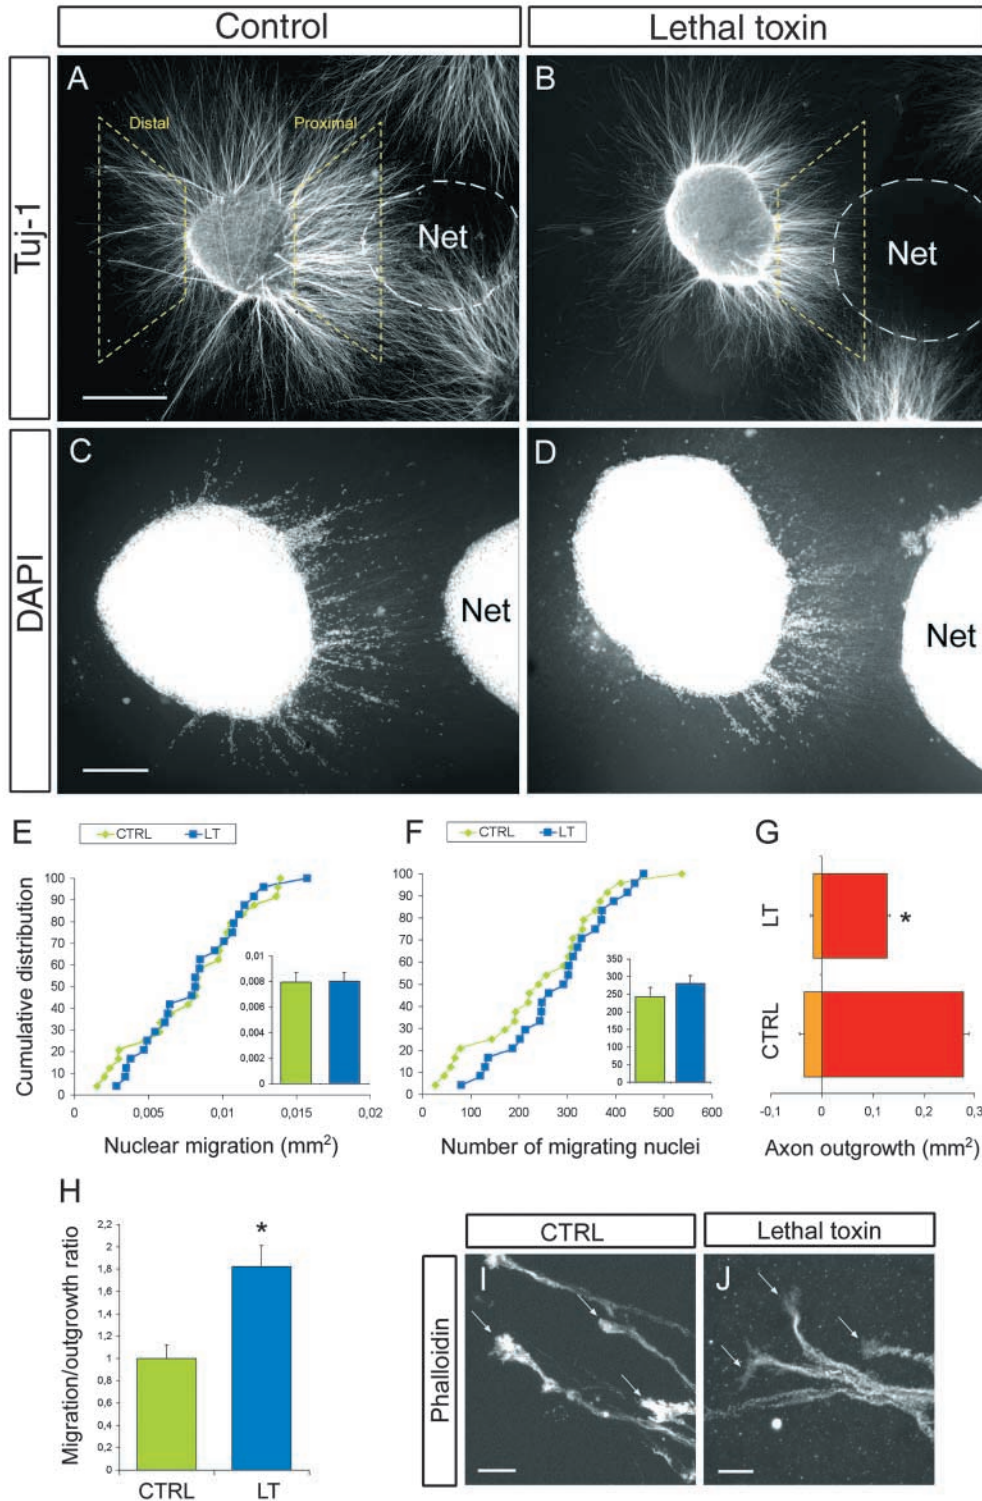 Control
Lethal toxin
Tuj-1
A
Distal
Proximal
Net
B
Net
DAPI
C
Net
D
Net
E
CTRL
LT
Cumulative distribution
100
90
80
70
60
50
40
30
20
10
0
0,005
0,01
0,015
0,02
Nuclear migration (mm²)
0,01
0,008
0,006
0,004
0,002
0
F
CTRL
LT
100
90
80
70
60
50
40
30
20
10
0
0
100
200
300
400
500
600
Number of migrating nuclei
350
300
250
200
150
100
50
0
G
LT
*
CTRL
-0,1
0
0,1
0,2
0,3
Axon outgrowth (mm²)
H
Migration/outgrowth ratio
2,2
2
1,8
1,6
1,4
1,2
1
0,8
0,6
0,4
0,2
0
*
CTRL
LT
CTRL
Lethal toxin
Phalloidin
I
J